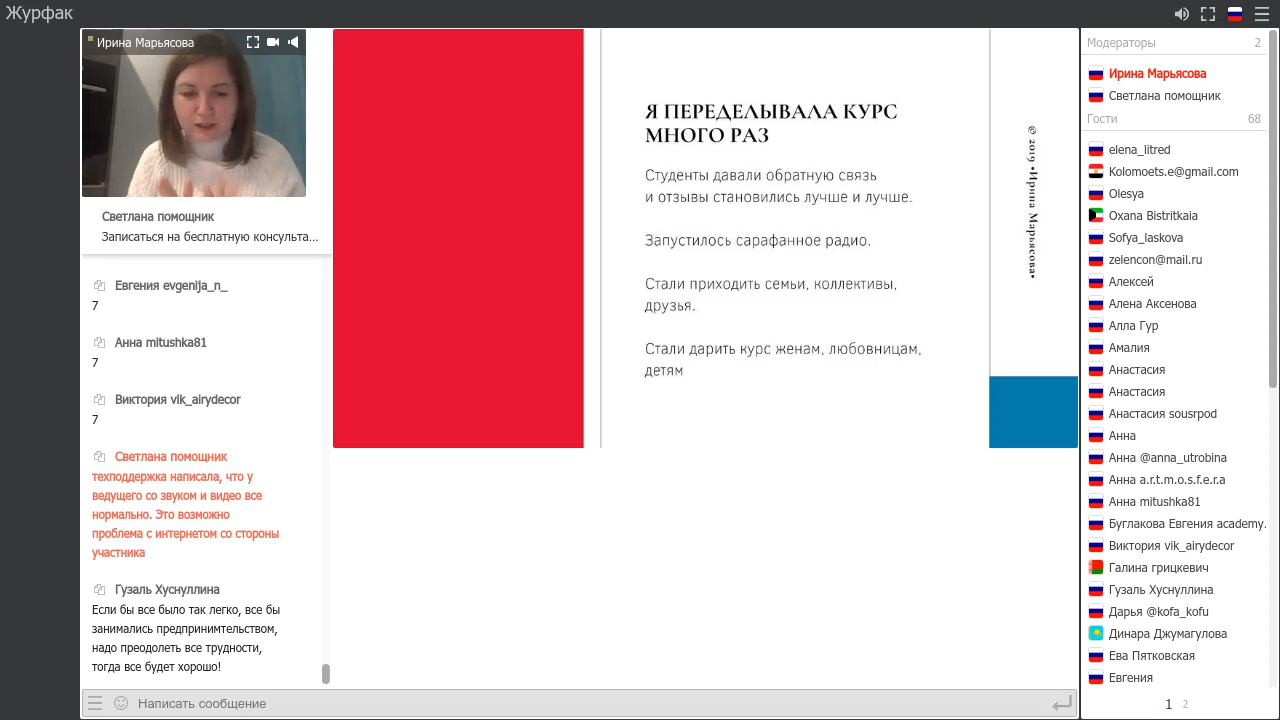 Журфак
Ирина Марьясова
Светлана помощник
Записаться на бесплатную консульта...
Евгения evgenija_n_
7
Анна mitushka81
7
Виктория vik_airydecor
7
Светлана помощник
техподдержка написала, что у
ведущего со звуком и видео все
нормально. Это возможно
проблема с интернетом со стороны
участника
Гузаль Хуснуллина
Если бы все было так легко, все бы
занимались предпринимтельством,
надо преодолеть все трудности,
тогда все будет хорошо!
Написать сообщение
Я ПЕРЕДЕЛЫВАЛА КУРС
МНОГО РАЗ
Студенты давали обратную связь
и отзывы становились лучше и лучше.
Запустилось сарафанное радио.
Стали приходить семьи, коллективы,
друзья.
Стали дарить курс женам, любовницам,
детям
© 2019 •Ирина Марьясова•
Модераторы 2
Ирина Марьясова
Светлана помощник
Гости 68
elena_litred
Kolomoets.e@gmail.com
Olesya
Oxana Bistritkaia
Sofya_laskova
zelencon@mail.ru
Алексей
Алена Аксенова
Алла Гур
Амалия
Анастасия
Анастасия
Анастасия sousrpod
Анна
Анна @anna_utrobina
Анна a.r.t.m.o.s.f.e.r.a
Анна mitushka81
Буглакова Евгения academy.
Виктория vik_airydecor
Галина грицкевич
Гузаль Хуснуллина
Дарья @kofa_kofu
Динара Джумагулова
Ева Пятковская
Евгения
1 2